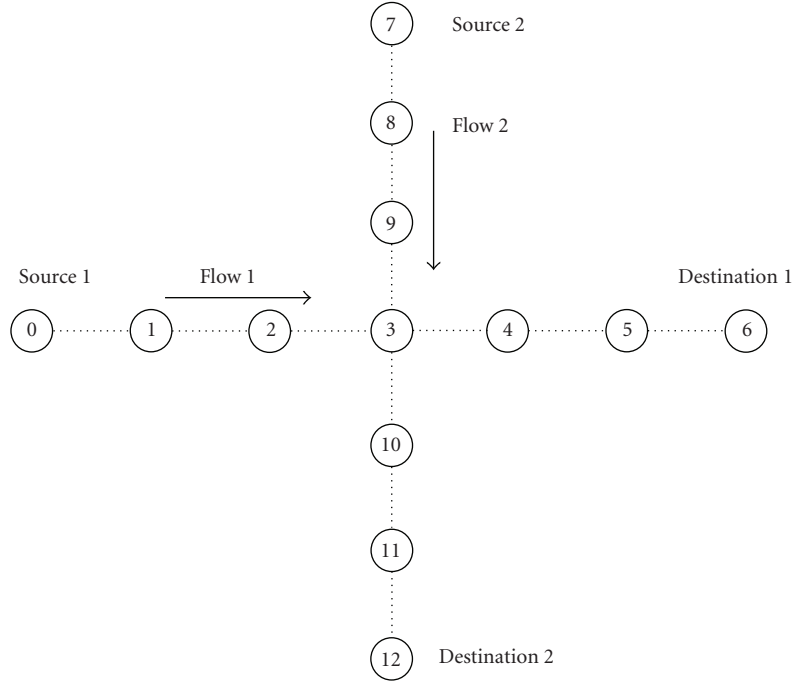 7 Source 2
8 Flow 2
9
Source 1 Flow 1 Destination 1
0 1 2 3 4 5 6
10
11
12 Destination 2